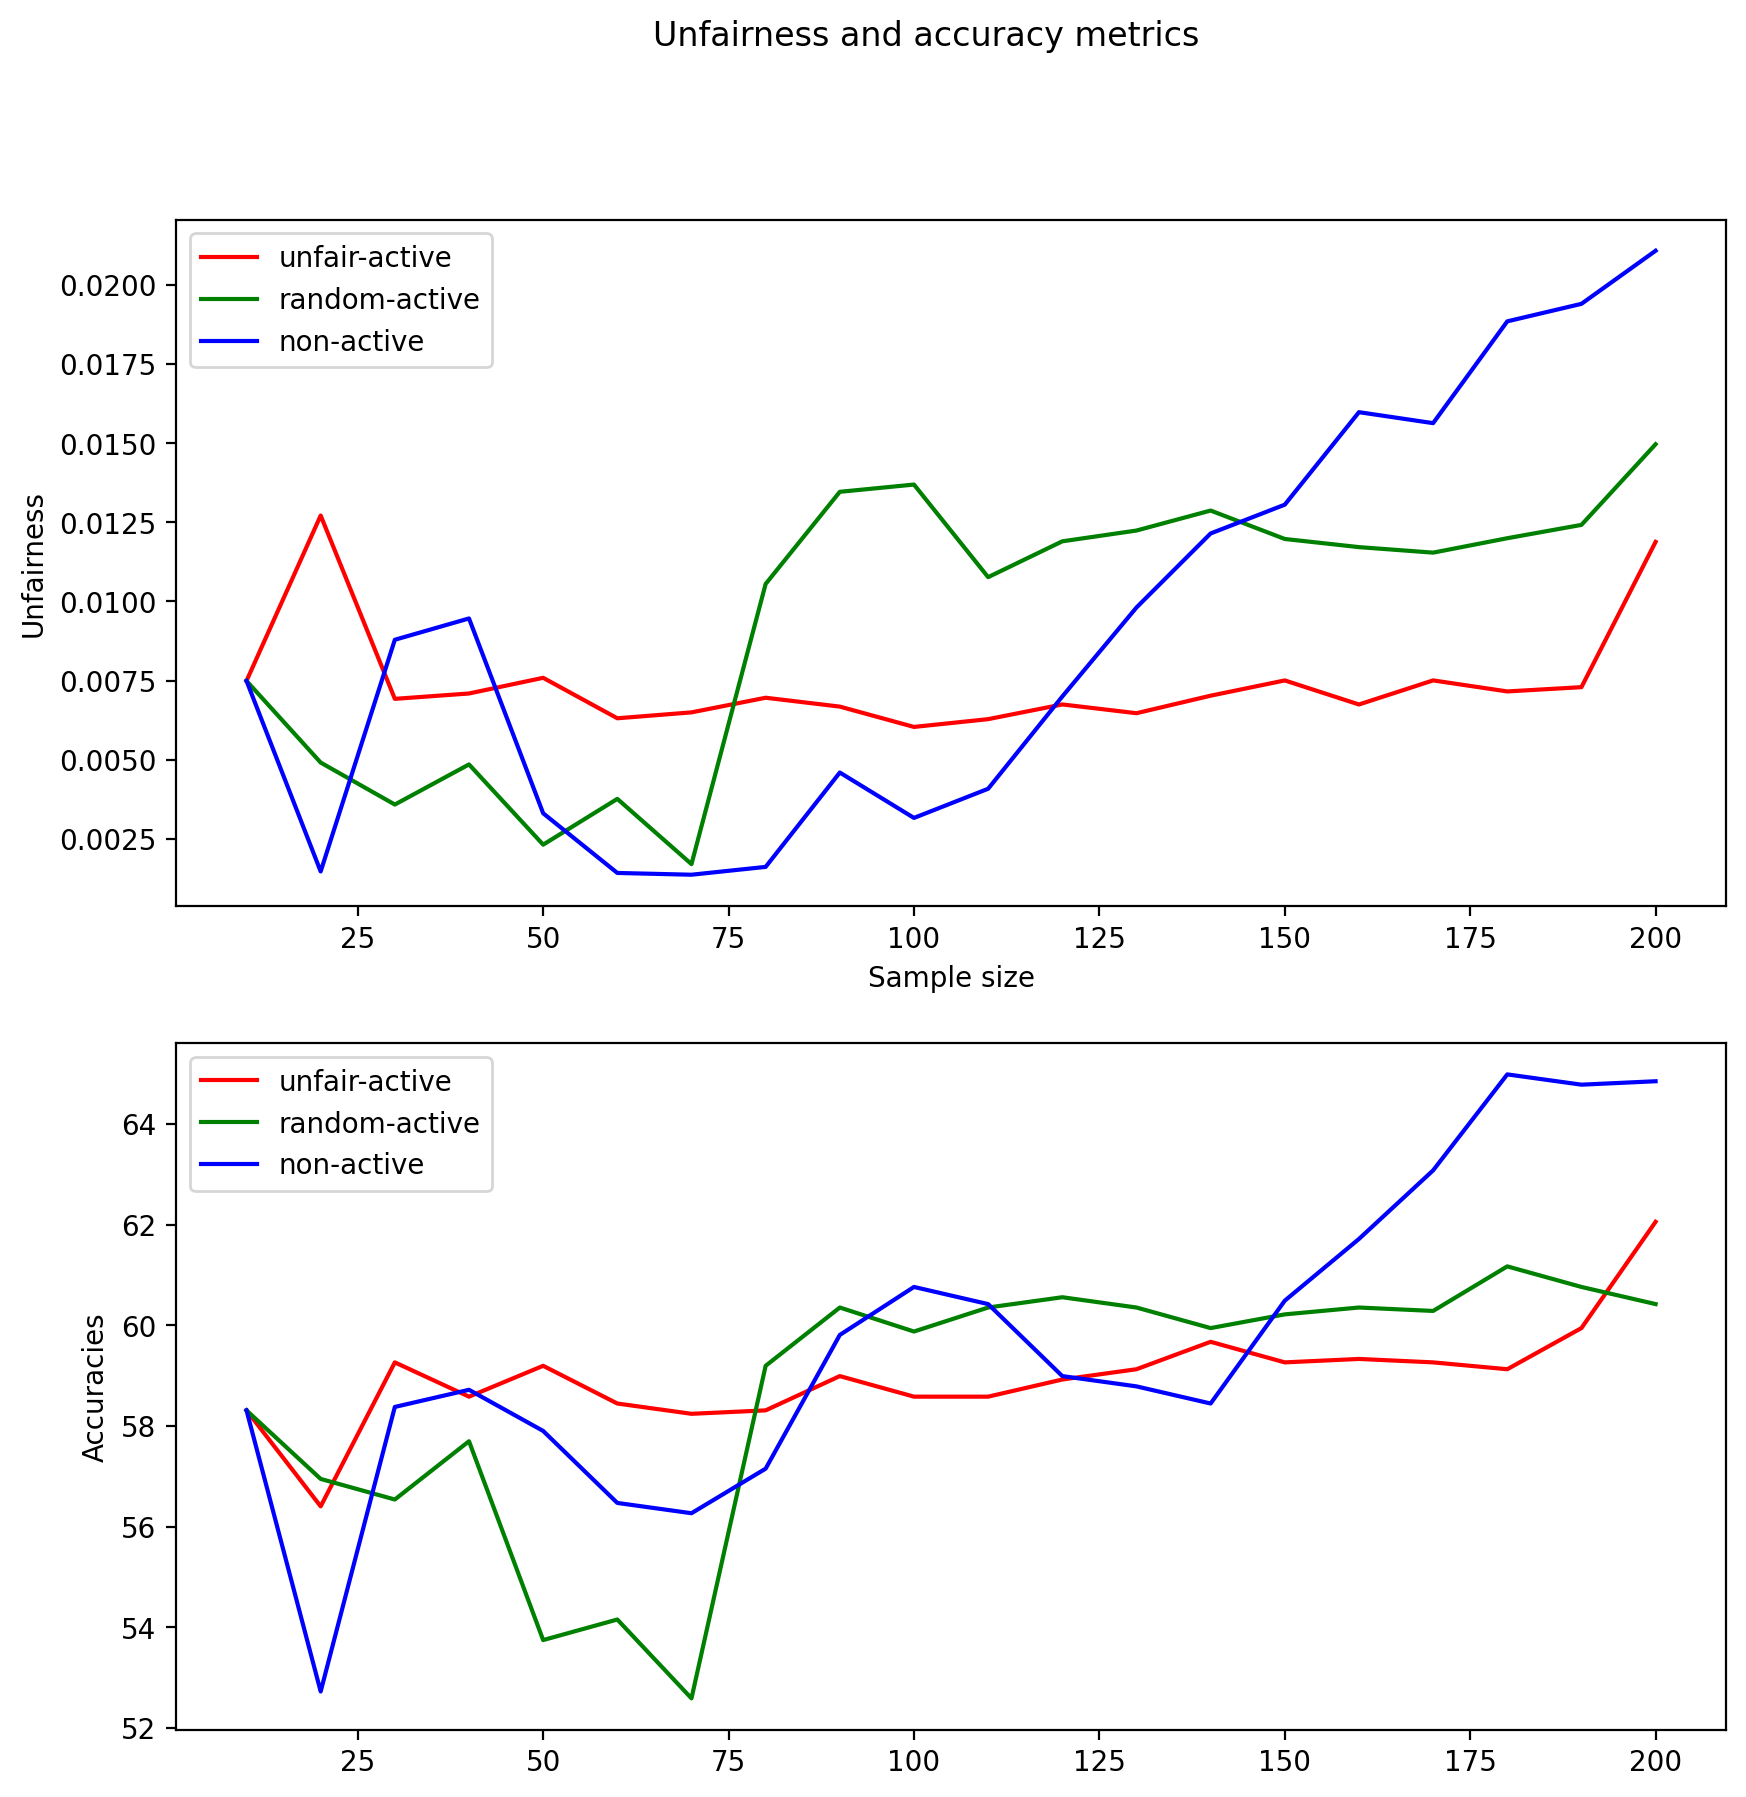 Unfairness and accuracy metrics
unfair-active
random-active
non-active
0.0200
0.0175
0.0150
0.0125
0.0100
0.0075
0.0050
0.0025
Unfairness
25 50 75 100 125 150 175 200
Sample size
unfair-active
random-active
non-active
64
62
60
58
56
54
52
Accuracies
25 50 75 100 125 150 175 200